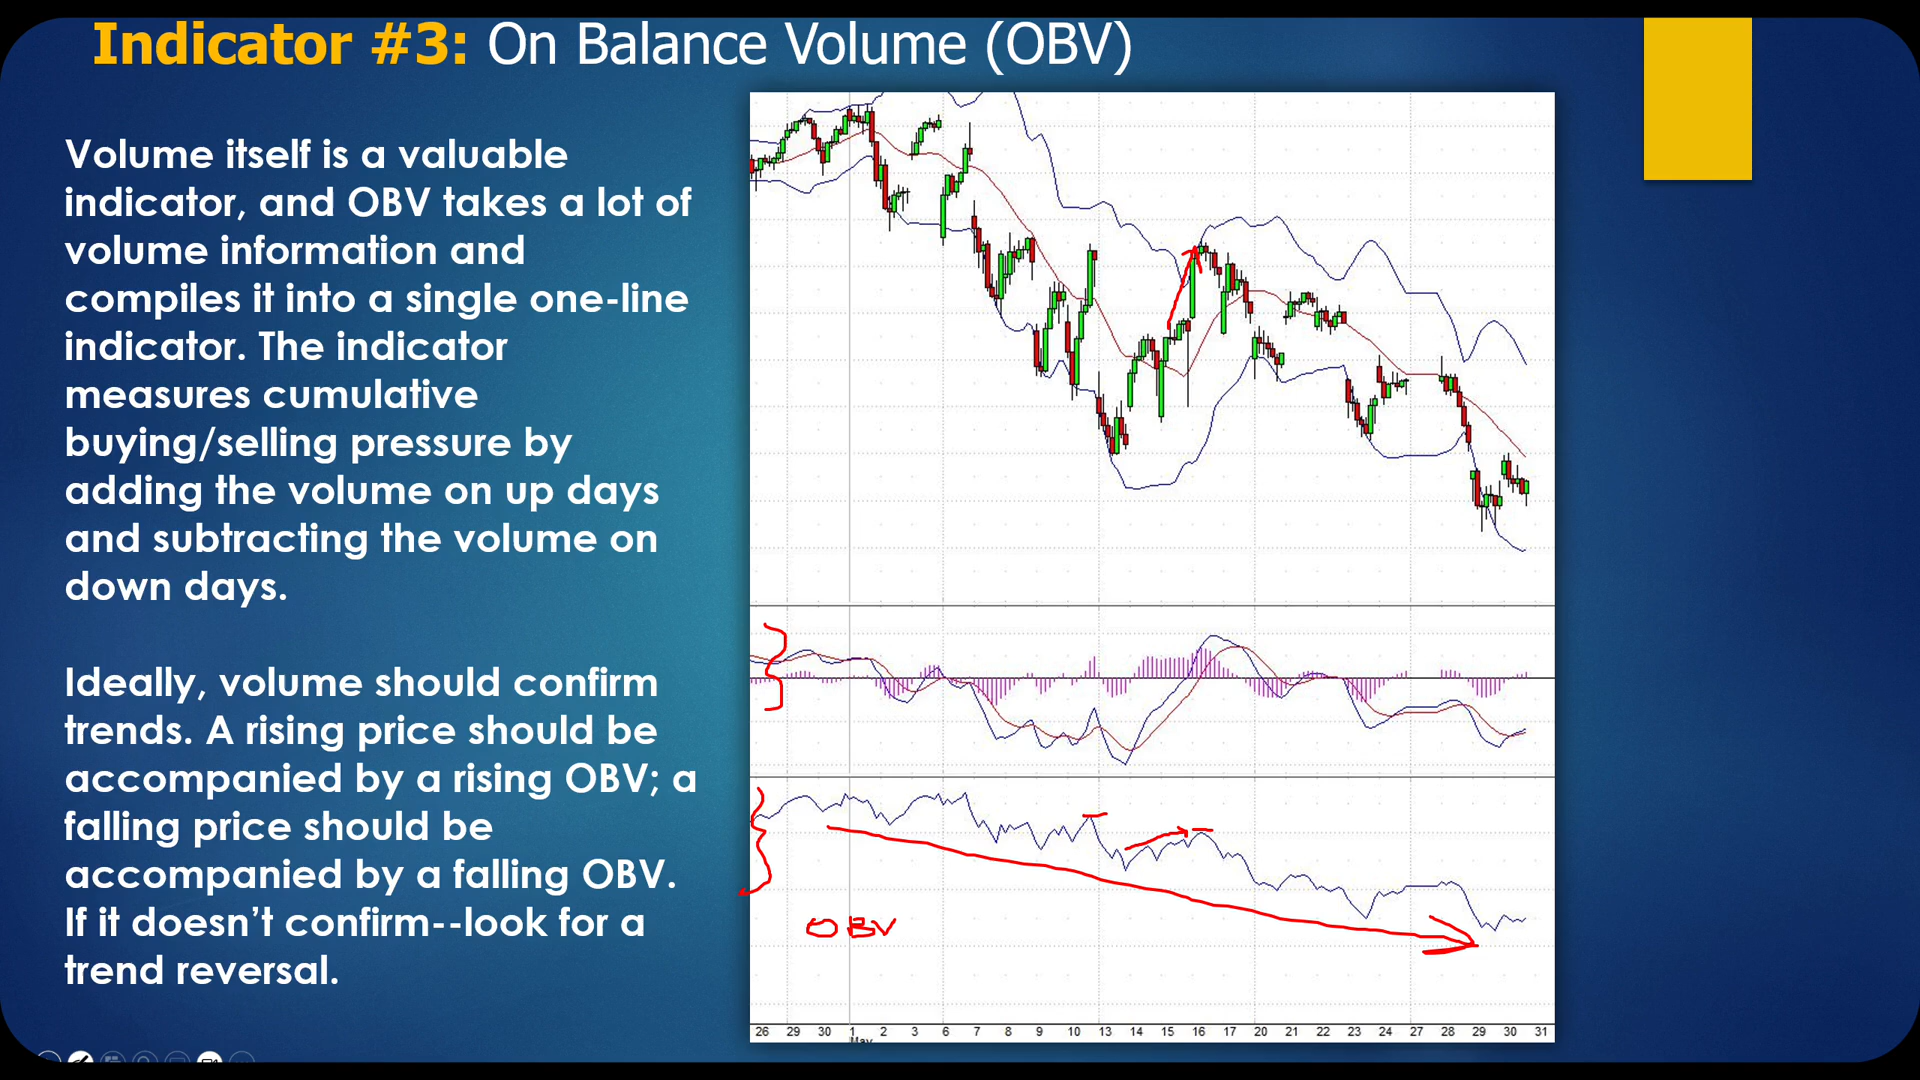 Indicator #3: On Balance Volume (OBV)
Volume itself is a valuable
indicator, and OBV takes a lot of
volume information and
compiles it into a single one-line
indicator. The indicator
measures cumulative
buying/selling pressure by
adding the volume on up days
and subtracting the volume on
down days.
Ideally, volume should confirm
trends. A rising price should be
accompanied by a rising OBV; a
falling price should be
accompanied by a falling OBV.
If it doesn’t confirm--look for a
trend reversal.
OBV
26 29 30 1 2 3 6 7 8 9 10 13 14 15 16 17 20 21 22 23 24 27 28 29 30 31
May